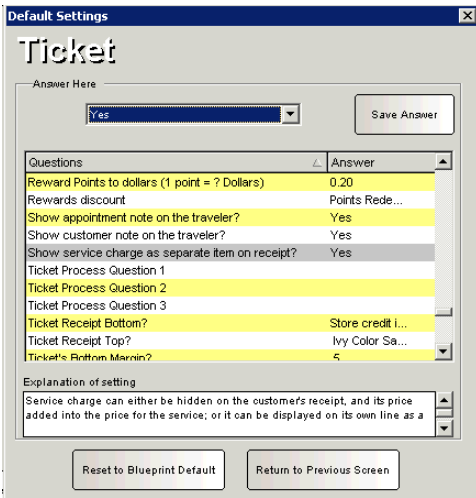 Default Settings
Ticket
Answer Here
Yes
Save Answer
Questions Answer
Reward Points to dollars (1 point = ? Dollars) 0.20
Rewards discount Points Rede...
Show appointment note on the traveler? Yes
Show customer note on the traveler? Yes
Show service charge as separate item on receipt? Yes
Ticket Process Question 1
Ticket Process Question 2
Ticket Process Question 3
Ticket Receipt Bottom? Store credit i...
Ticket Receipt Top? Ivy Color Sa...
Ticket's Bottom Margin? .5
Explanation of setting
Service charge can either be hidden on the customer's receipt, and its price
added into the price for the service; or it can be displayed on its own line as a
Reset to Blueprint Default Return to Previous Screen